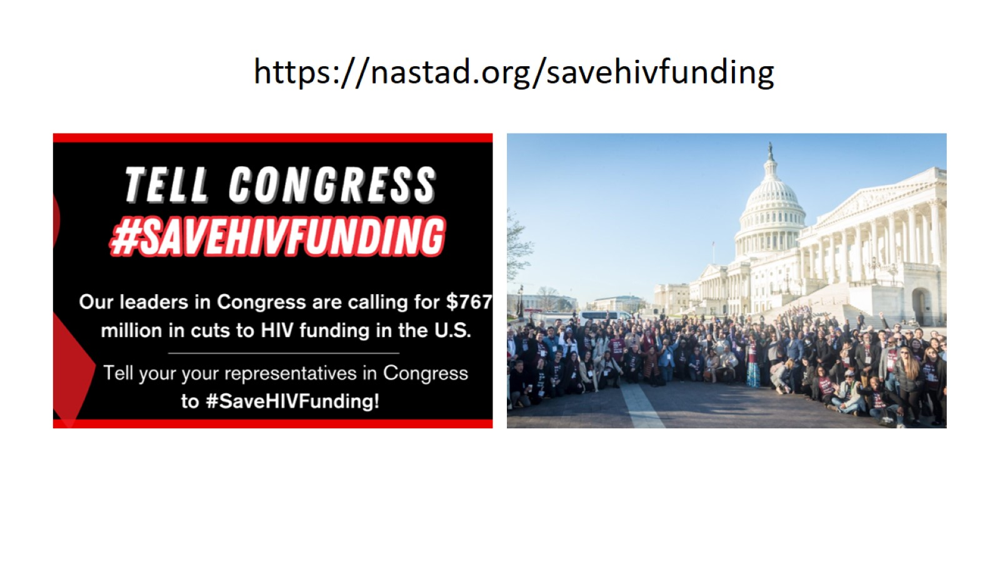 https://nastad.org/savehivfunding
TELL CONGRESS
#SAVEHIVFUNDING
Our leaders in Congress are calling for $767
million in cuts to HIV funding in the U.S.
Tell your your representatives in Congress
to #SaveHIVFunding!